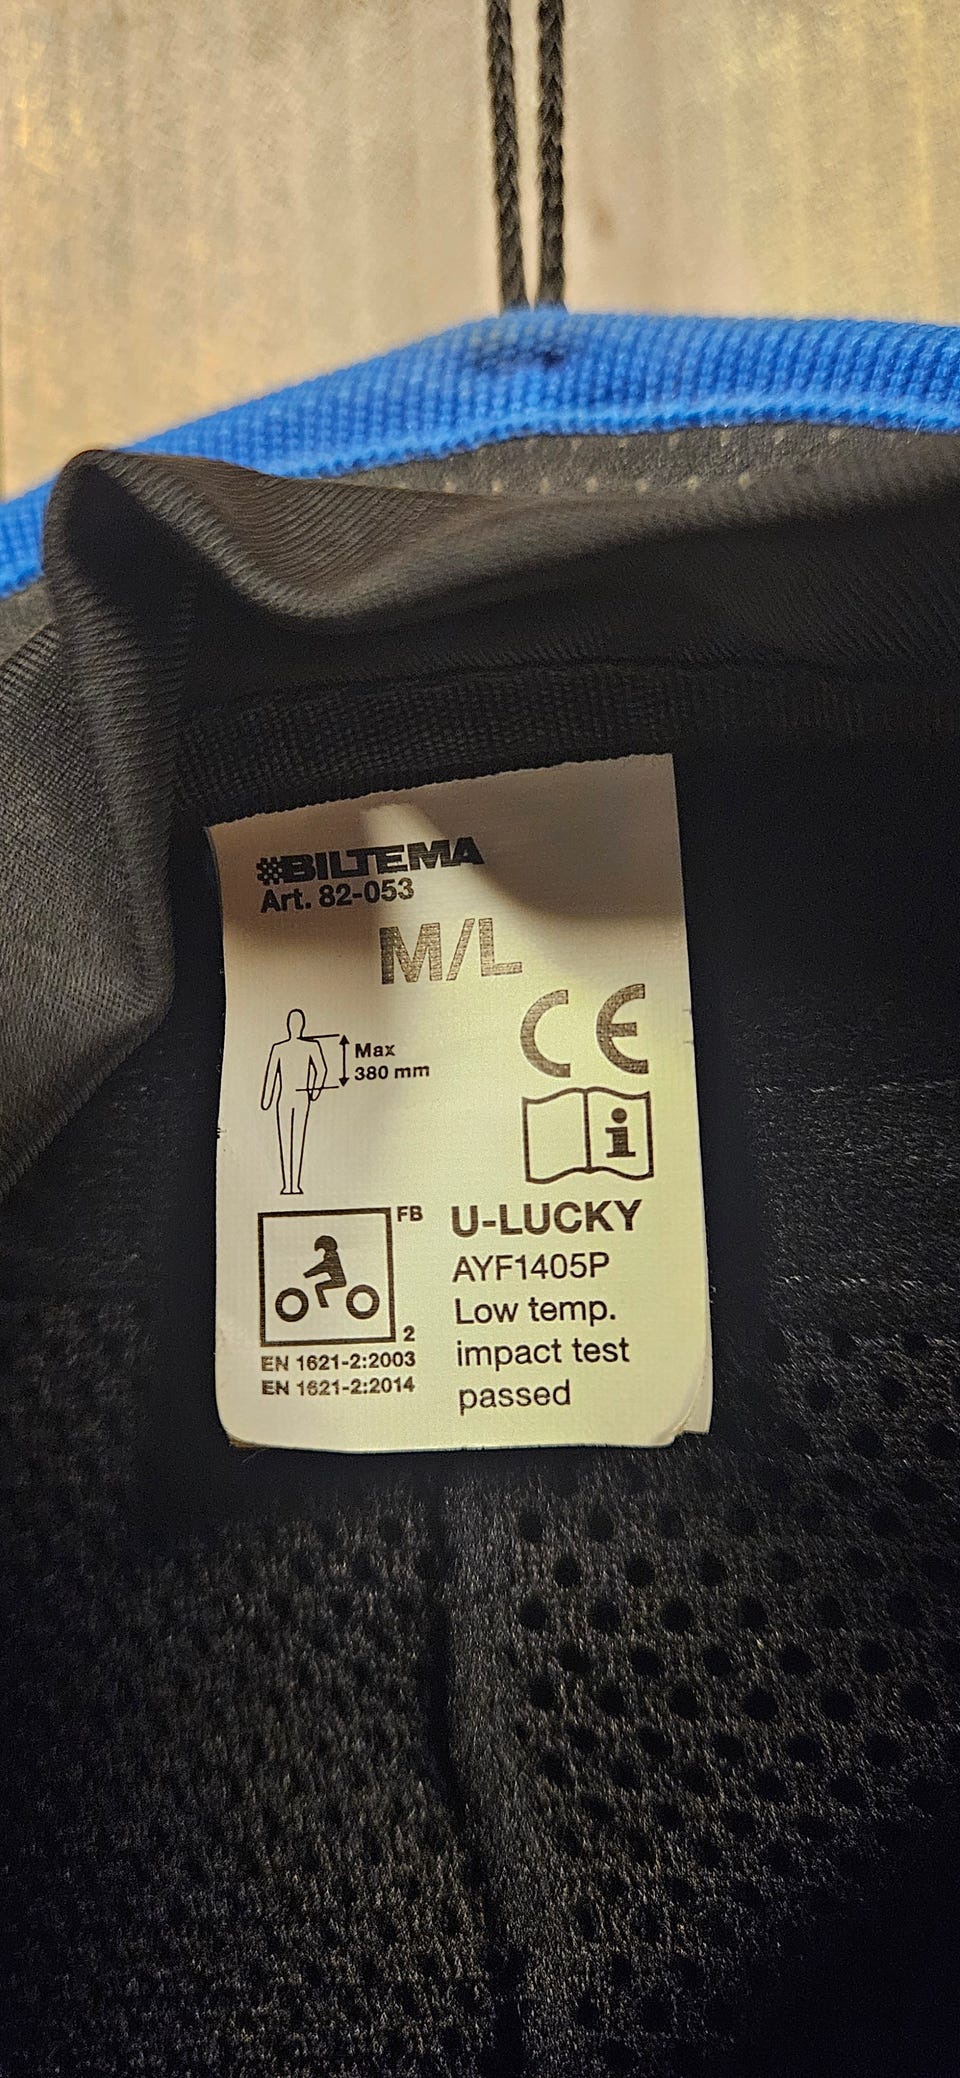 BILTEMA
Art. 82-053
M/L
CE
Max
380 mm
i
FB
2
EN 1621-2:2003
EN 1621-2:2014
U-LUCKY
AYF1405P
Low temp.
impact test
passed